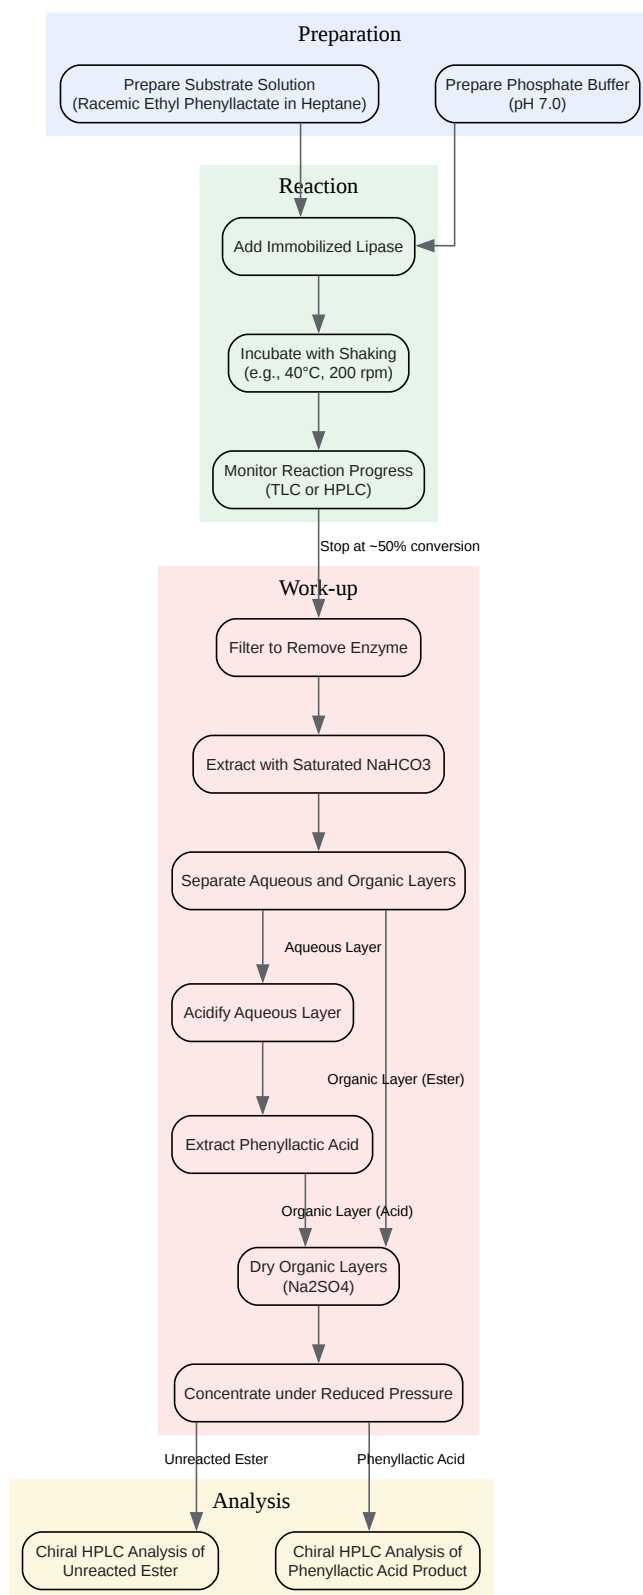 Preparation
Prepare Substrate Solution
(Racemic Ethyl Phenyllactate in Heptane)
Prepare Phosphate Buffer
(pH 7.0)
Reaction
Add Immobilized Lipase
Incubate with Shaking
(e.g., 40°C, 200 rpm)
Monitor Reaction Progress
(TLC or HPLC)
Stop at ~50% conversion
Work-up
Filter to Remove Enzyme
Extract with Saturated NaHCO3
Separate Aqueous and Organic Layers
Aqueous Layer
Acidify Aqueous Layer
Organic Layer (Ester)
Extract Phenyllactic Acid
Organic Layer (Acid)
Dry Organic Layers
(Na2SO4)
Concentrate under Reduced Pressure
Unreacted Ester
Phenyllactic Acid
Analysis
Chiral HPLC Analysis of
Unreacted Ester
Chiral HPLC Analysis of
Phenyllactic Acid Product